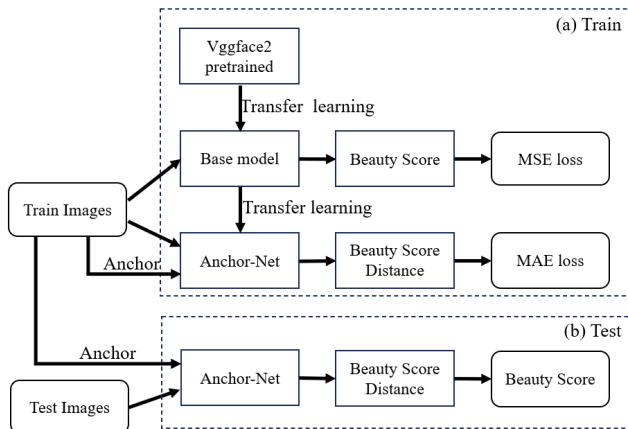 (a) Train
Vggface2
pretrained
Transfer learning
Base model
Beauty Score
MSE loss
Train Images
Transfer learning
Anchor
Anchor-Net
Beauty Score
Distance
MAE loss
(b) Test
Anchor
Anchor-Net
Beauty Score
Distance
Beauty Score
Test Images